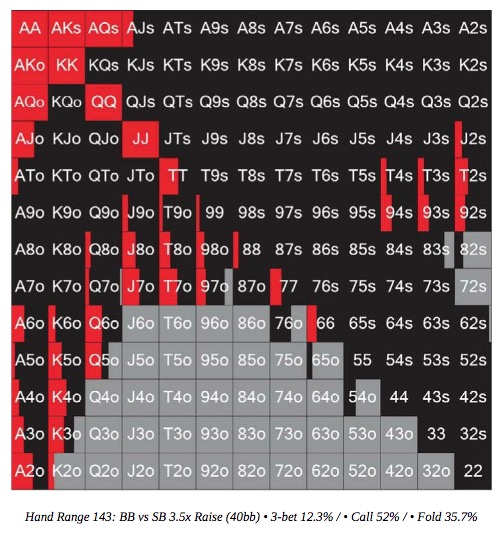 AA AKs AQs AJs ATs A9s A8s A7s A6s A5s A4s A3s A2s
AKo KK KQs KJs KTs K9s K8s K7s K6s K5s K4s K3s K2s
AQo KQo QQ QJs QTs Q9s Q8s Q7s Q6s Q5s Q4s Q3s Q2s
AJo KJo QJo JJ JTs J9s J8s J7s J6s J5s J4s J3s J2s
ATo KTo QTo JTo TT T9s T8s T7s T6s T5s T4s T3s T2s
A9o K9o Q9o J9o T9o 99 98s 97s 96s 95s 94s 93s 92s
A8o K8o Q8o J8o T8o 98o 88 87s 86s 85s 84s 83s 82s
A7o K7o Q7o J7o T7o 97o 87o 77 76s 75s 74s 73s 72s
A6o K6o Q6o J6o T6o 96o 86o 76o 66 65s 64s 63s 62s
A5o K5o Q5o J5o T5o 95o 85o 75o 65o 55 54s 53s 52s
A4o K4o Q4o J4o T4o 94o 84o 74o 64o 54o 44 43s 42s
A3o K3o Q3o J3o T3o 93o 83o 73o 63o 53o 43o 33 32s
A2o K2o Q2o J2o T2o 92o 82o 72o 62o 52o 42o 32o 22
Hand Range 143: BB vs SB 3.5x Raise (40bb) • 3-bet 12.3% / • Call 52% / • Fold 35.7%